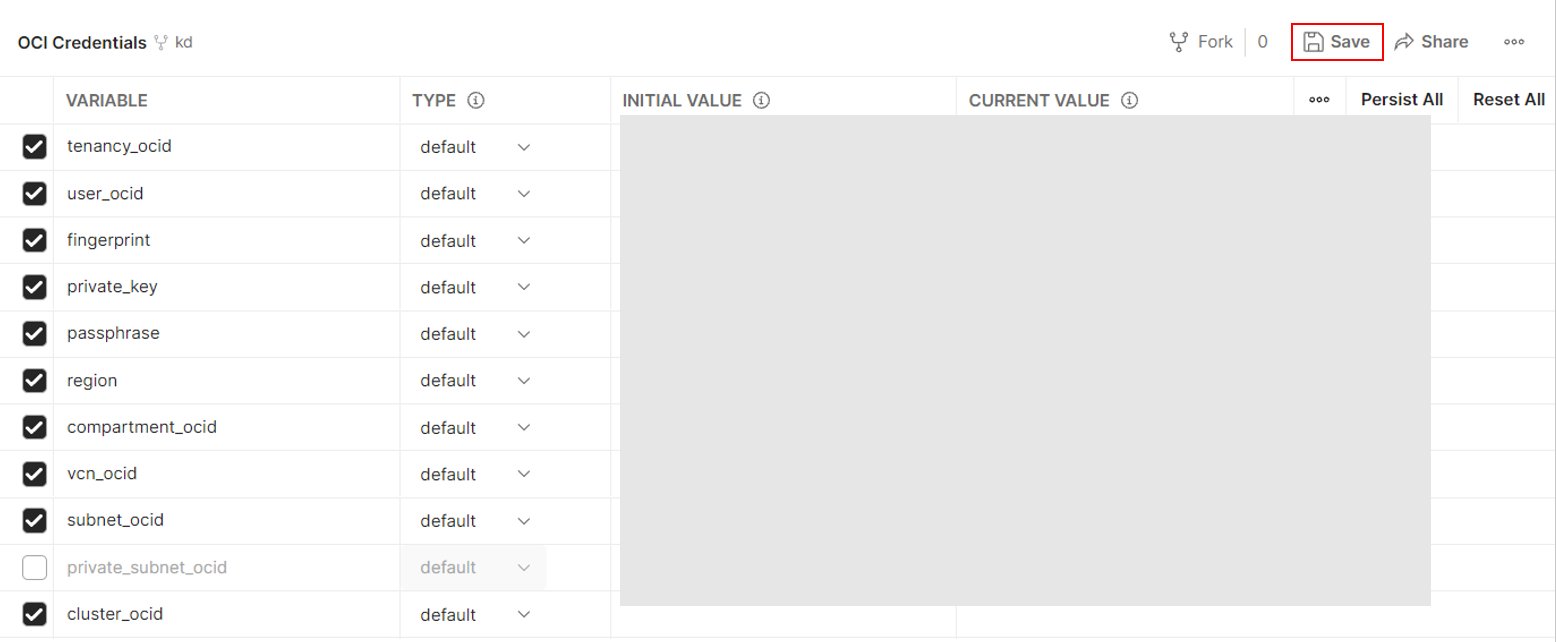 OCI Credentials kd Fork 0 Save Share
VARIABLE TYPE INITIAL VALUE CURRENT VALUE Persist All Reset All
tenancy_ocid default
user_ocid default
fingerprint default
private_key default
passphrase default
region default
compartment_ocid default
vcn_ocid default
subnet_ocid default
private_subnet_ocid default
cluster_ocid default